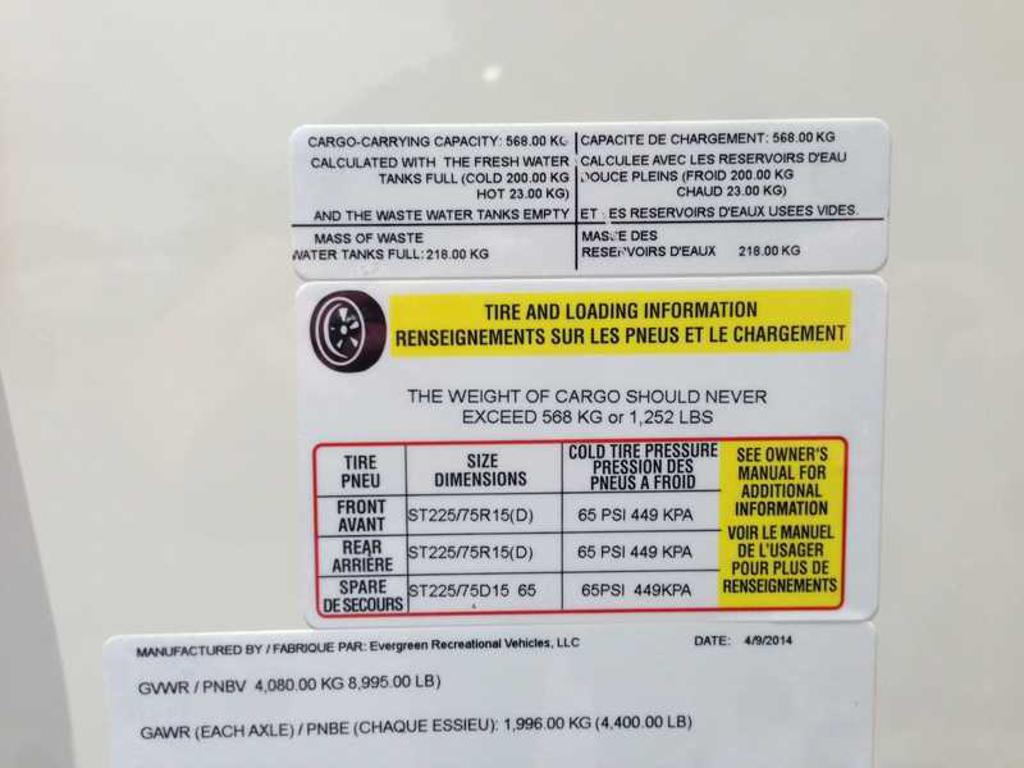 CARGO-CARRYING CAPACITY: 568.00 KG
CALCULATED WITH THE FRESH WATER
TANKS FULL (COLD 200.00 KG
HOT 23.00 KG)
AND THE WASTE WATER TANKS EMPTY
CAPACITE DE CHARGEMENT: 568.00 KG
CALCULEE AVEC LES RESERVOIRS D'EAU
DOUCE PLEINS (FROID 200.00 KG
CHAUD 23.00 KG)
ET ES RESERVOIRS D'EAUX USEES VIDES.
MASS OF WASTE
WATER TANKS FULL: 218.00 KG
MASSE DES
RESERVOIRS D'EAUX 218.00 KG
TIRE AND LOADING INFORMATION
RENSEIGNEMENTS SUR LES PNEUS ET LE CHARGEMENT
THE WEIGHT OF CARGO SHOULD NEVER
EXCEED 568 KG or 1,252 LBS
TIRE
PNEU
SIZE
DIMENSIONS
COLD TIRE PRESSURE
PRESSION DES
PNEUS A FROID
FRONT
AVANT
ST225/75R15(D)
65 PSI 449 KPA
REAR
ARRIÈRE
ST225/75R15(D)
65 PSI 449 KPA
SPARE
DE SECOURS
ST225/75D15 65
65PSI 449KPA
SEE OWNER'S
MANUAL FOR
ADDITIONAL
INFORMATION
VOIR LE MANUEL
DE L'USAGER
POUR PLUS DE
RENSEIGNEMENTS
MANUFACTURED BY / FABRIQUE PAR: Evergreen Recreational Vehicles, LLC DATE: 4/9/2014
GVWR / PNBV 4,080.00 KG 8,995.00 LB)
GAWR (EACH AXLE) / PNBE (CHAQUE ESSIEU): 1,996.00 KG (4,400.00 LB)